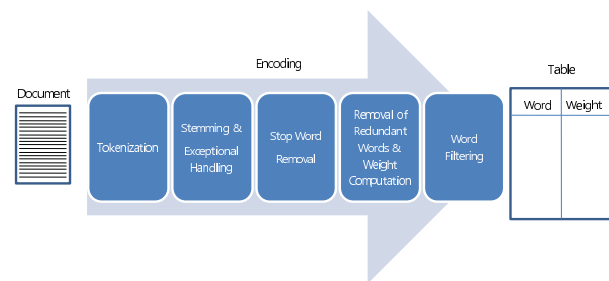 Encoding
Document
Table
Tokenization
Stemming &
Exceptional
Handling
Stop Word
Removal
Removal of
Redundant
Words &
Weight
Computation
Word
Filtering
Word Weight